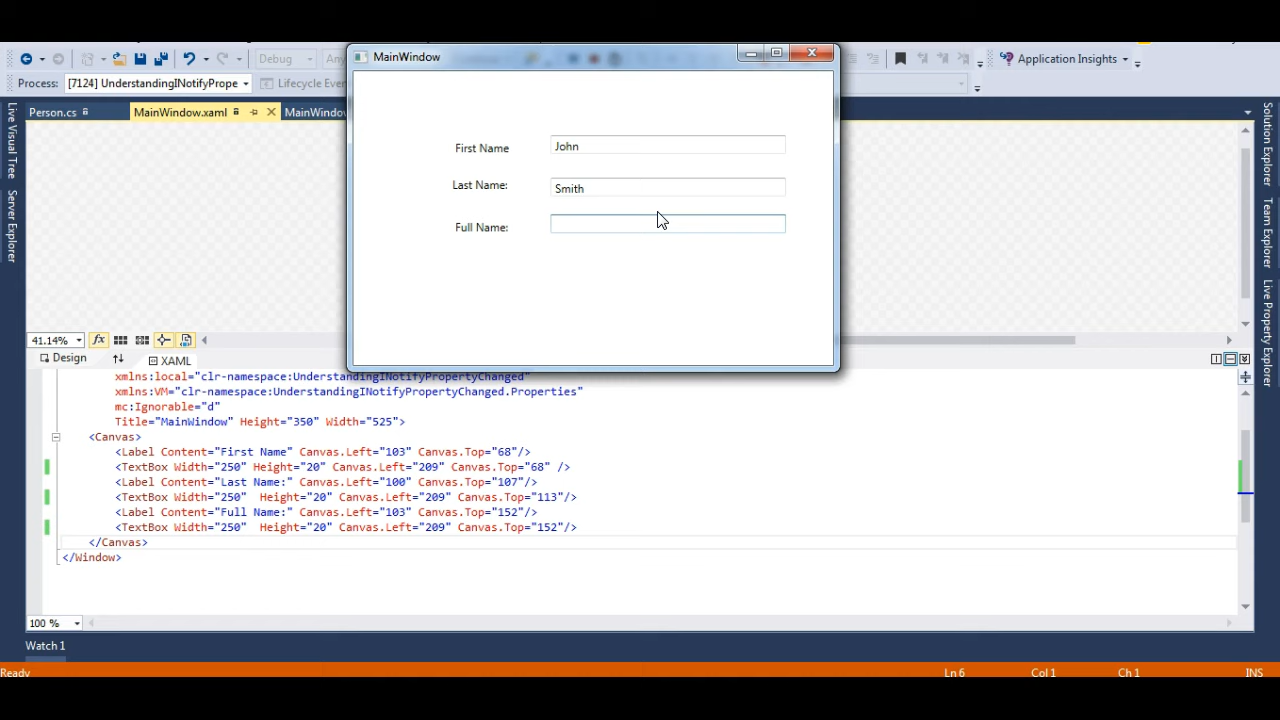 MainWindow
Debug
Any
Application Insights
Process: [7124] UnderstandingINotifyPrope
Lifecycle Even
Person.cs
MainWindow.xaml
MainWindow
First Name John
Last Name: Smith
Full Name:
Live Visual Tree
Server Explorer
Solution Explorer
Team Explorer
Live Property Explorer
41.14%
fx
Design
XAML
xmlns:local="clr-namespace:UnderstandingINotifyPropertyChanged"
xmlns:VM="clr-namespace:UnderstandingINotifyPropertyChanged.Properties"
mc:Ignorable="d"
Title="MainWindow" Height="350" Width="525">
<Canvas>
<Label Content="First Name" Canvas.Left="103" Canvas.Top="68"/>
<TextBox Width="250" Height="20" Canvas.Left="209" Canvas.Top="68" />
<Label Content="Last Name:" Canvas.Left="100" Canvas.Top="107"/>
<TextBox Width="250"  Height="20" Canvas.Left="209" Canvas.Top="113"/>
<Label Content="Full Name:" Canvas.Left="103" Canvas.Top="152"/>
<TextBox Width="250"  Height="20" Canvas.Left="209" Canvas.Top="152"/>
</Canvas>
</Window>
100 %
Watch 1
Ready Ln 6 Col 1 Ch 1 INS